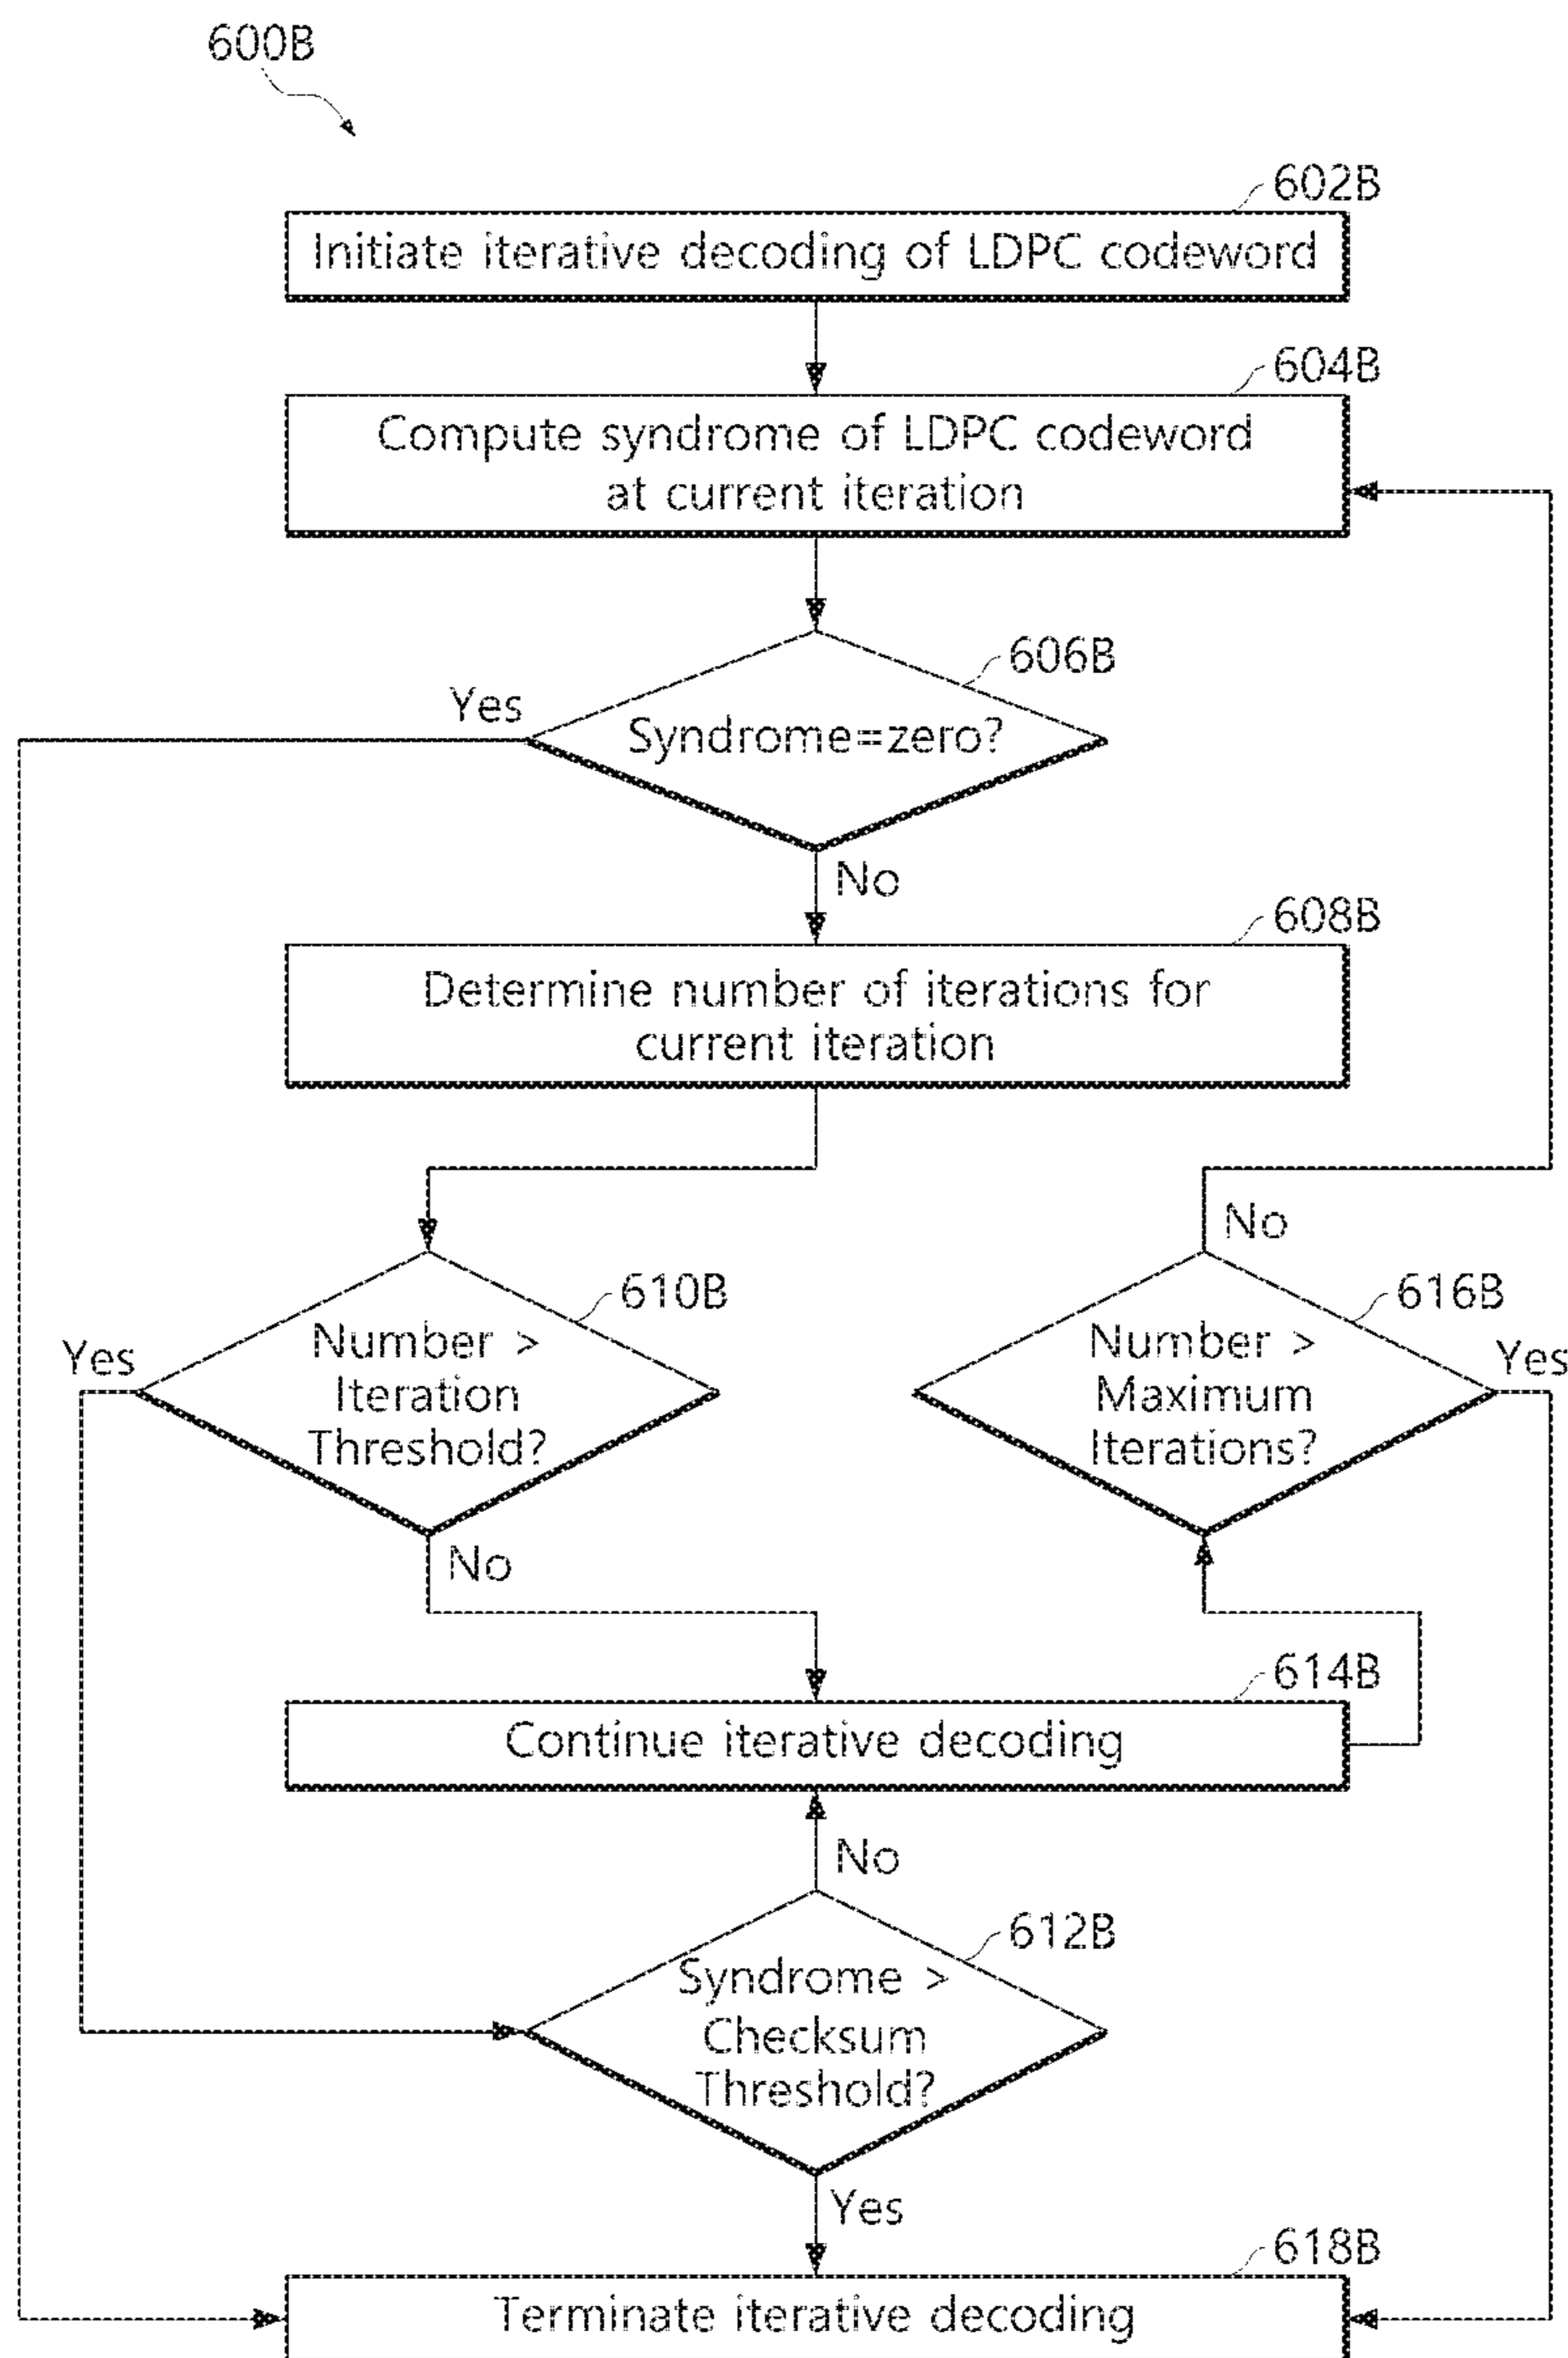 600B
602B
Initiate iterative decoding of LDPC codeword
604B
Compute syndrome of LDPC codeword
at current iteration
606B
Yes
Syndrome=zero?
No
608B
Determine number of iterations for
current iteration
No
610B
616B
Yes
Number >
Iteration
Threshold?
Number >
Maximum
Iterations?
Yes
No
614B
Continue iterative decoding
No
612B
Syndrome >
Checksum
Threshold?
Yes
618B
Terminate iterative decoding